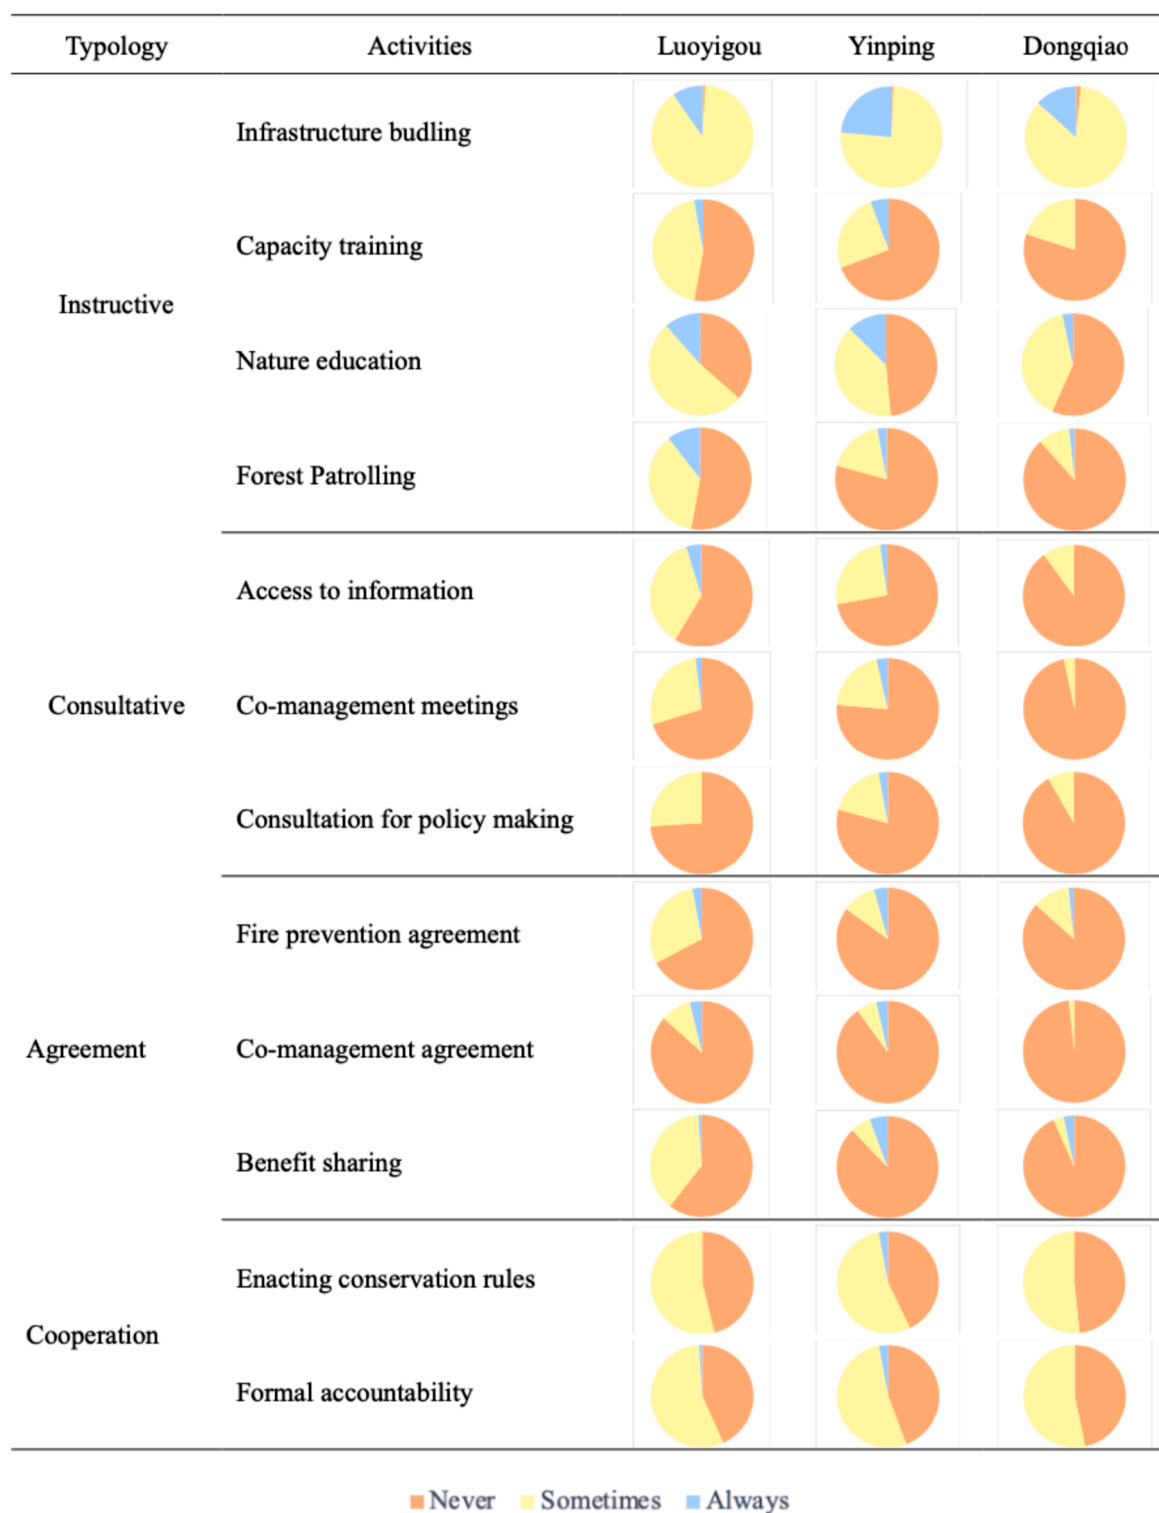 Typology Activities Luoyigou Yinping Dongqiao
Infrastructure budling
Capacity training
Instructive
Nature education
Forest Patrolling
Access to information
Consultative Co-management meetings
Consultation for policy making
Fire prevention agreement
Agreement Co-management agreement
Benefit sharing
Enacting conservation rules
Cooperation
Formal accountability
Never Sometimes Always